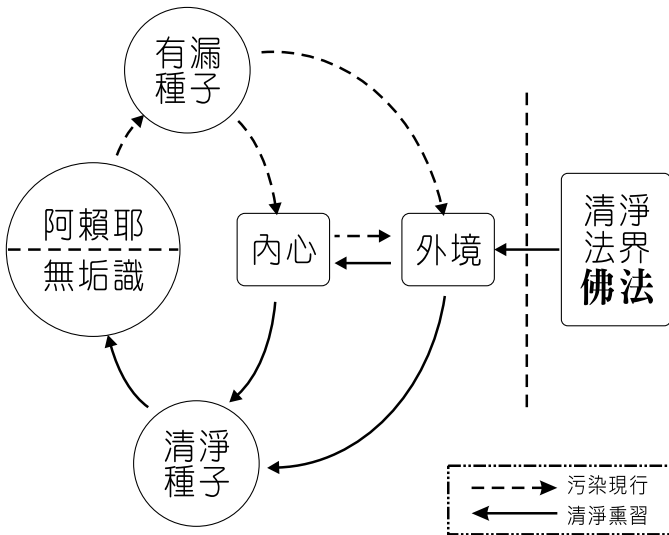 有漏
種子
阿賴耶
無垢識
內心
外境
清淨
法界
佛法
清淨
種子
污染現行
清淨熏習